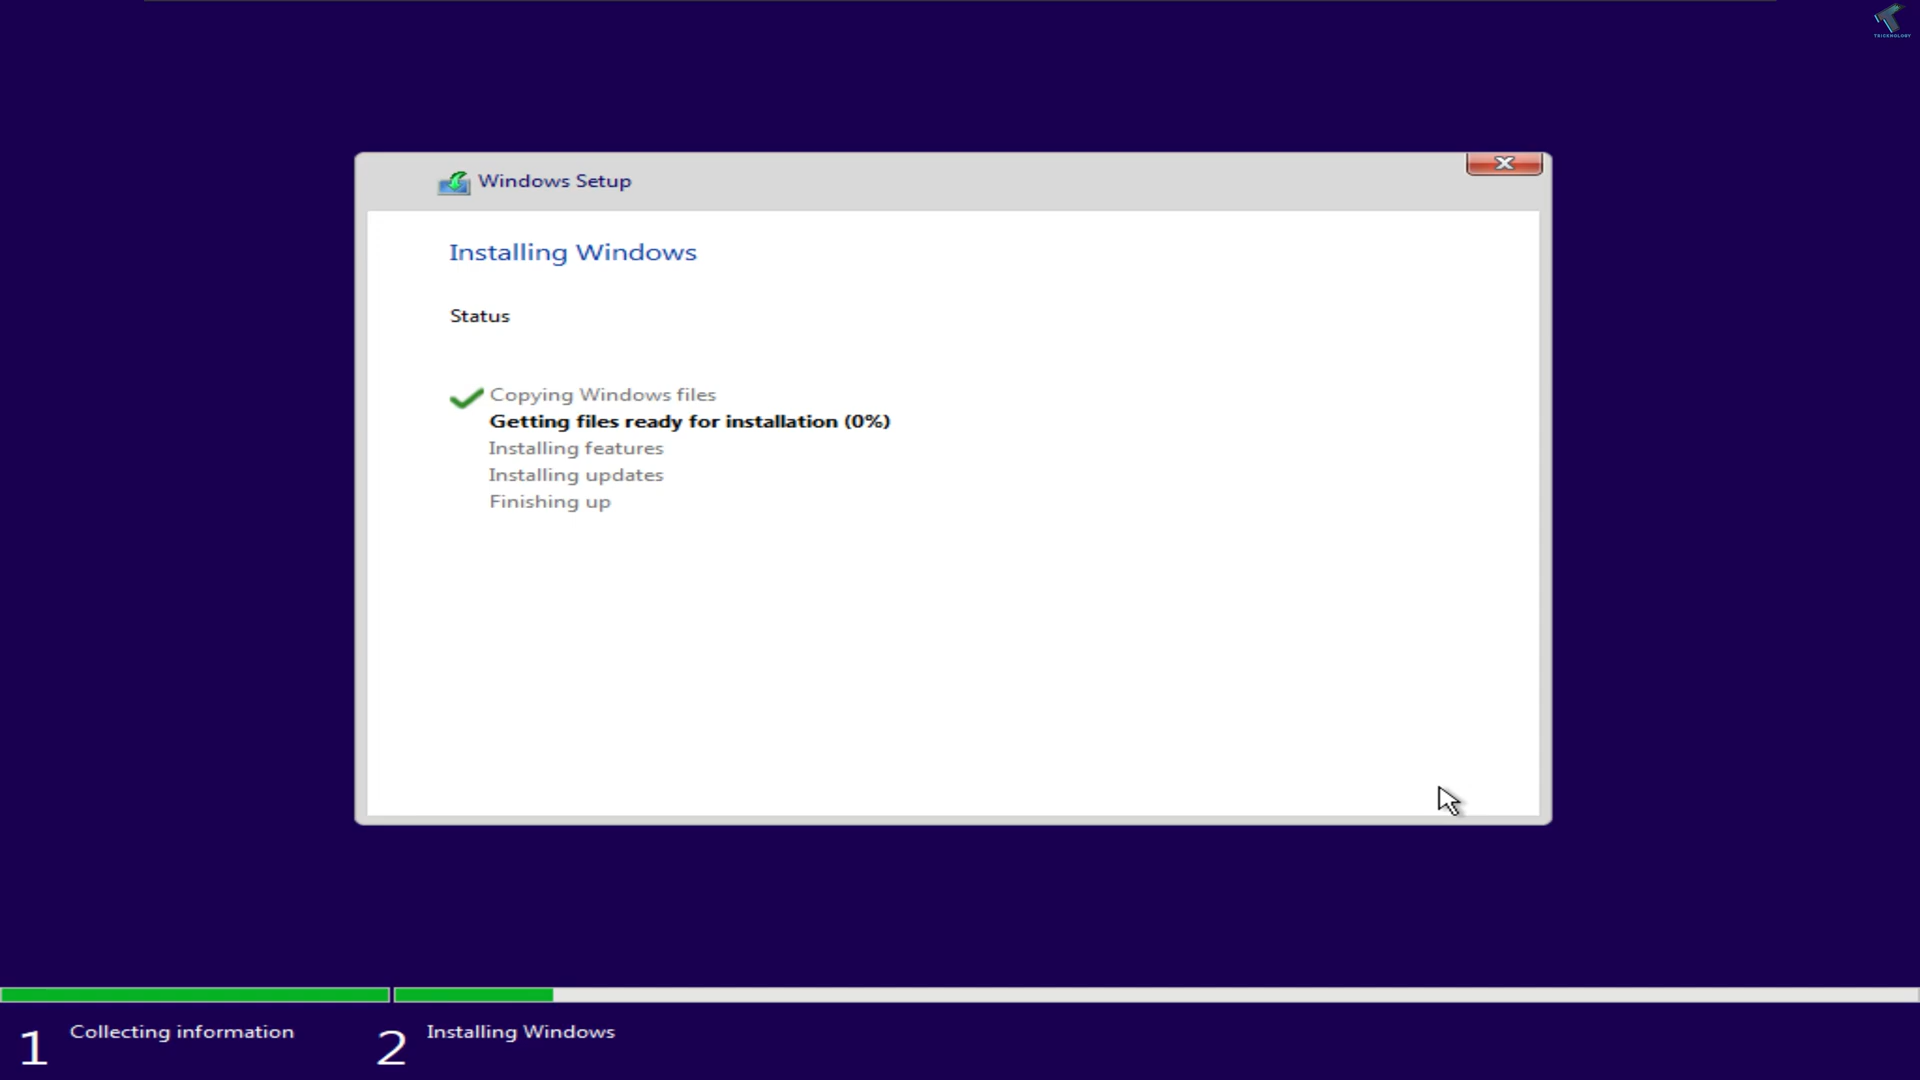 TRICKNOLOGY
Windows Setup
Installing Windows
Status
Copying Windows files
Getting files ready for installation (0%)
Installing features
Installing updates
Finishing up
1 Collecting information
2 Installing Windows